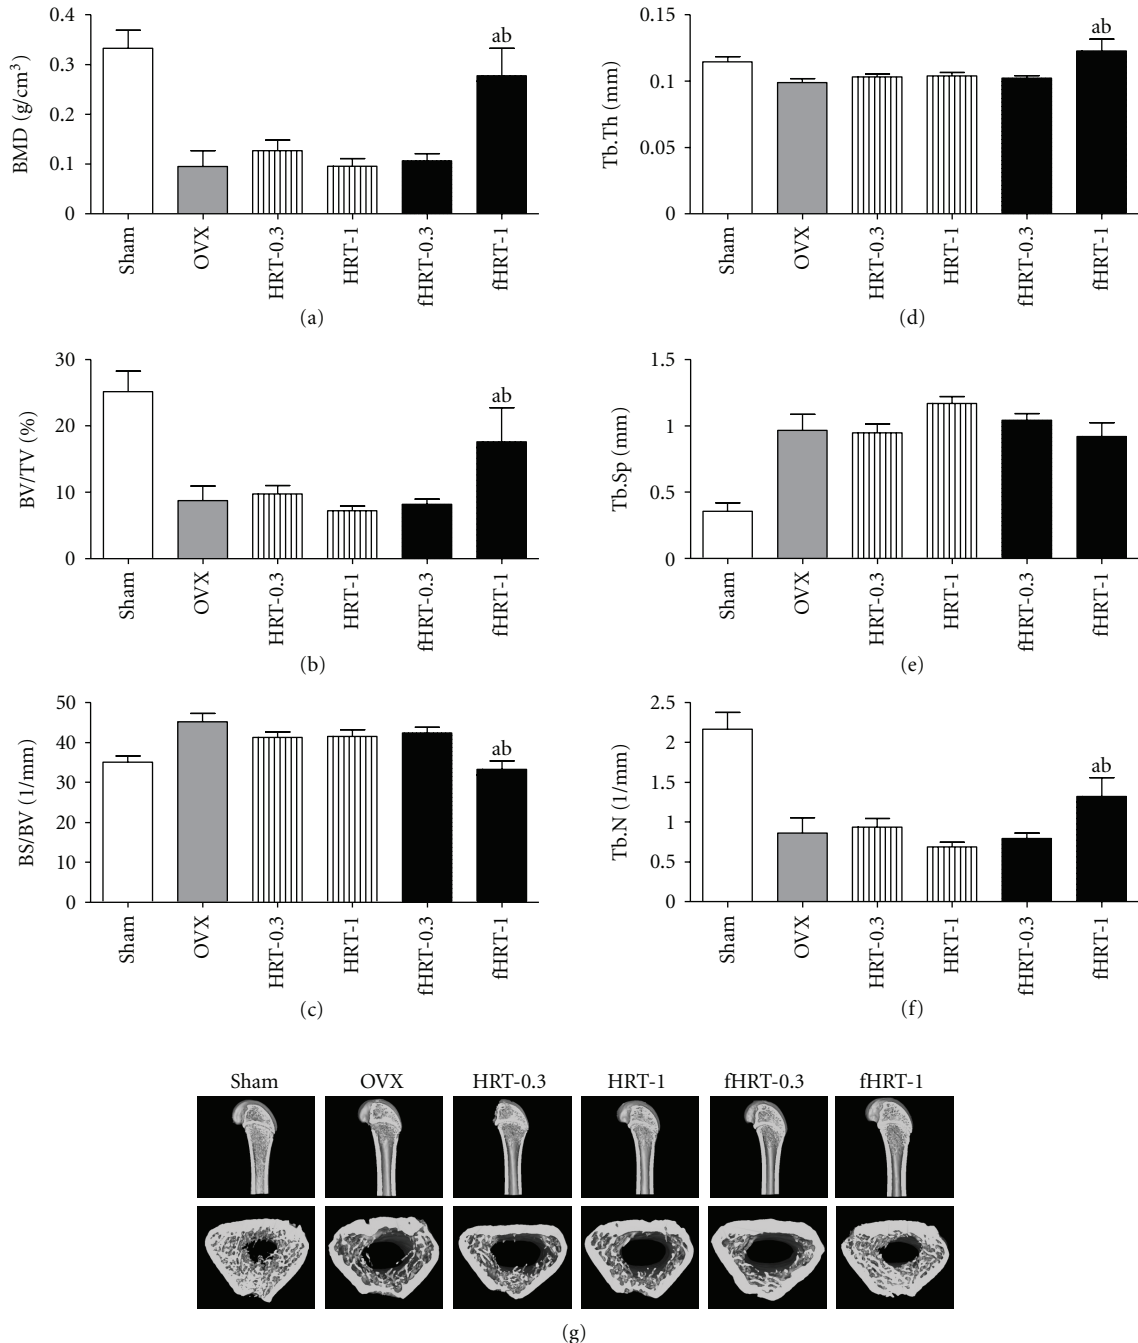 BMD (g/cm³)
0.4
0.3
0.2
0.1
0
ab
Sham
OVX
HRT-0.3
HRT-1
fHRT-0.3
fHRT-1
(a)
Tb.Th (mm)
0.15
0.1
0.05
0
ab
Sham
OVX
HRT-0.3
HRT-1
fHRT-0.3
fHRT-1
(d)
BV/TV (%)
30
20
10
0
ab
Sham
OVX
HRT-0.3
HRT-1
fHRT-0.3
fHRT-1
(b)
Tb.Sp (mm)
1.5
1
0.5
0
Sham
OVX
HRT-0.3
HRT-1
fHRT-0.3
fHRT-1
(e)
BS/BV (1/mm)
50
40
30
20
10
0
ab
Sham
OVX
HRT-0.3
HRT-1
fHRT-0.3
fHRT-1
(c)
Tb.N (1/mm)
2.5
2
1.5
1
0.5
0
ab
Sham
OVX
HRT-0.3
HRT-1
fHRT-0.3
fHRT-1
(f)
Sham OVX HRT-0.3 HRT-1 fHRT-0.3 fHRT-1
(g)